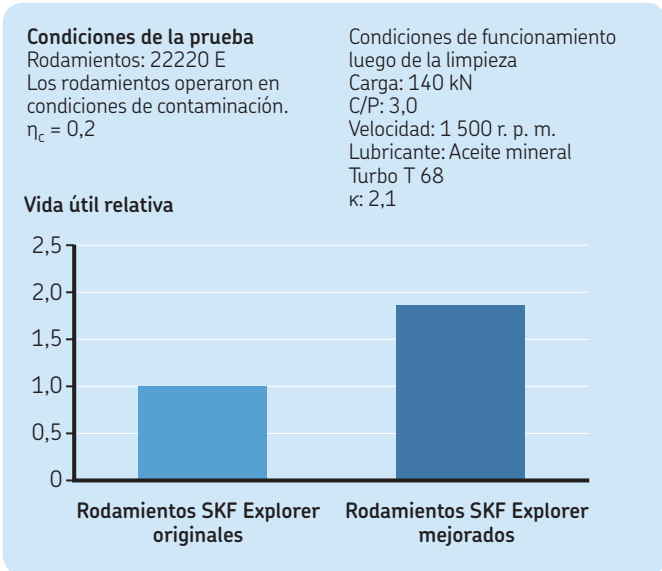 Condiciones de la prueba
Rodamientos: 22220 E
Los rodamientos operaron en
condiciones de contaminación.
ηc = 0,2
Condiciones de funcionamiento
luego de la limpieza
Carga: 140 kN
C/P: 3,0
Velocidad: 1 500 r. p. m.
Lubricante: Aceite mineral
Turbo T 68
κ: 2,1
Vida útil relativa
2,5
2,0
1,5
1,0
0,5
0
Rodamientos SKF Explorer
originales
Rodamientos SKF Explorer
mejorados